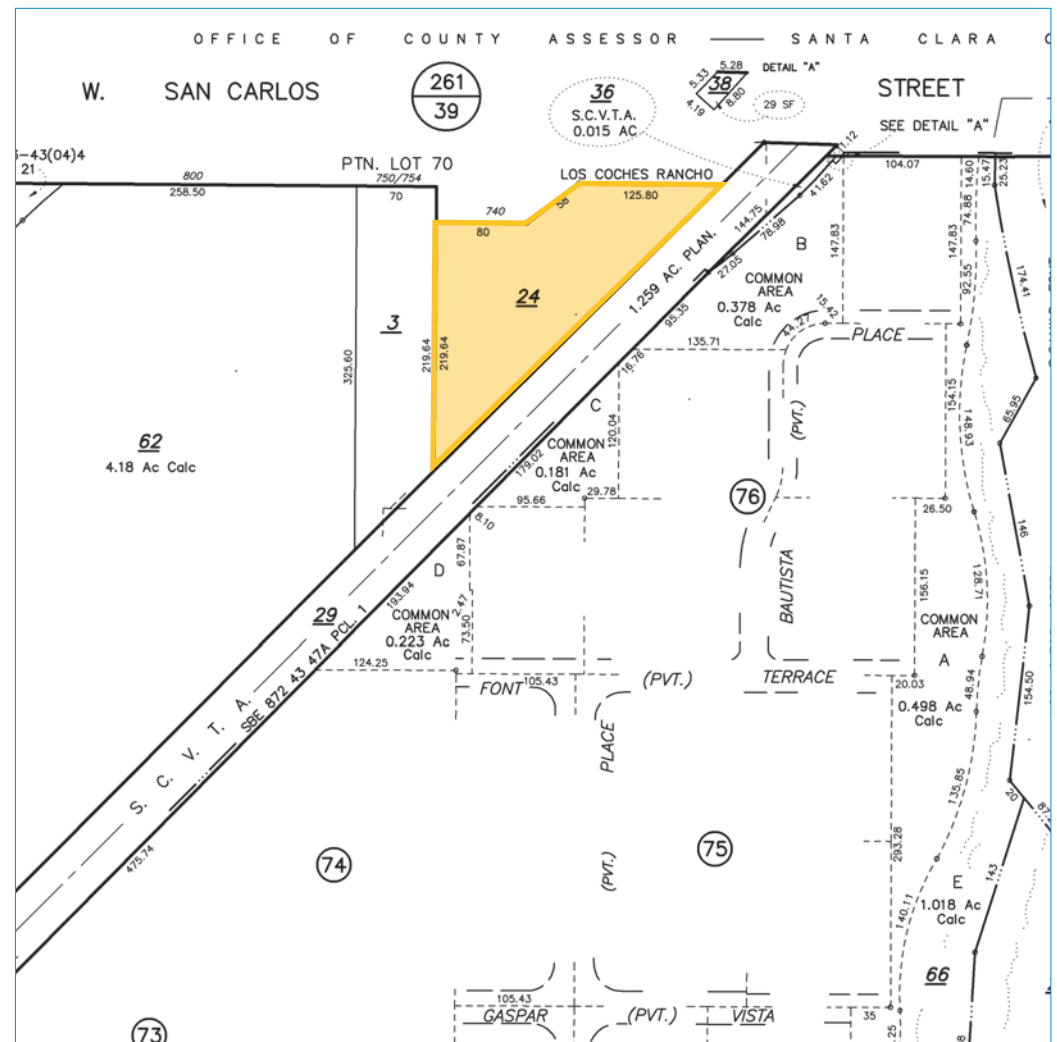 OFFICE OF COUNTY ASSESSOR —— SANTA CLARA
W. SAN CARLOS
261
39
36
S.C.V.T.A.
0.015 AC
5.28
5.33
38
4.19
8.80
DETAIL "A"
29 SF
STREET
SEE DETAIL "A"
-43(04)4
21
PTN. LOT 70
800
258.50
750/754
70
LOS COCHES RANCHO
740
80
58
125.80
1.12
104.07
41.62
14.60
15.47
25.23
144.75
78.98
74.88
B
147.83
147.83
174.41
92.55
27.05
COMMON
AREA
0.378 Ac
Calc
1.259 AC. PLAN.
24
3
219.64
219.64
325.60
95.35
15.42
44.27
PLACE
135.71
16.76
62
4.18 Ac Calc
C
120.04
COMMON
AREA
0.181 Ac
Calc
179.02
(PVT.)
154.15
148.93
65.95
95.66
29.78
76
26.50
8.10
67.87
D
BAUTISTA
156.15
128.71
146
29
193.94
2.47
73.50
COMMON
AREA
0.223 Ac
Calc
COMMON
AREA
A
SBE 872 43 47A PCL. 1
124.25
105.43
FONT
(PVT.)
TERRACE
20.03
48.94
0.498 Ac
Calc
154.50
S. C. V. T. A.
PLACE
135.85
20
87.
475.74
74
(PVT.)
75
293.28
143
E
1.018 Ac
Calc
140.11
66
105.43
GASPAR
(PVT.)
VISTA
35
25
73
8